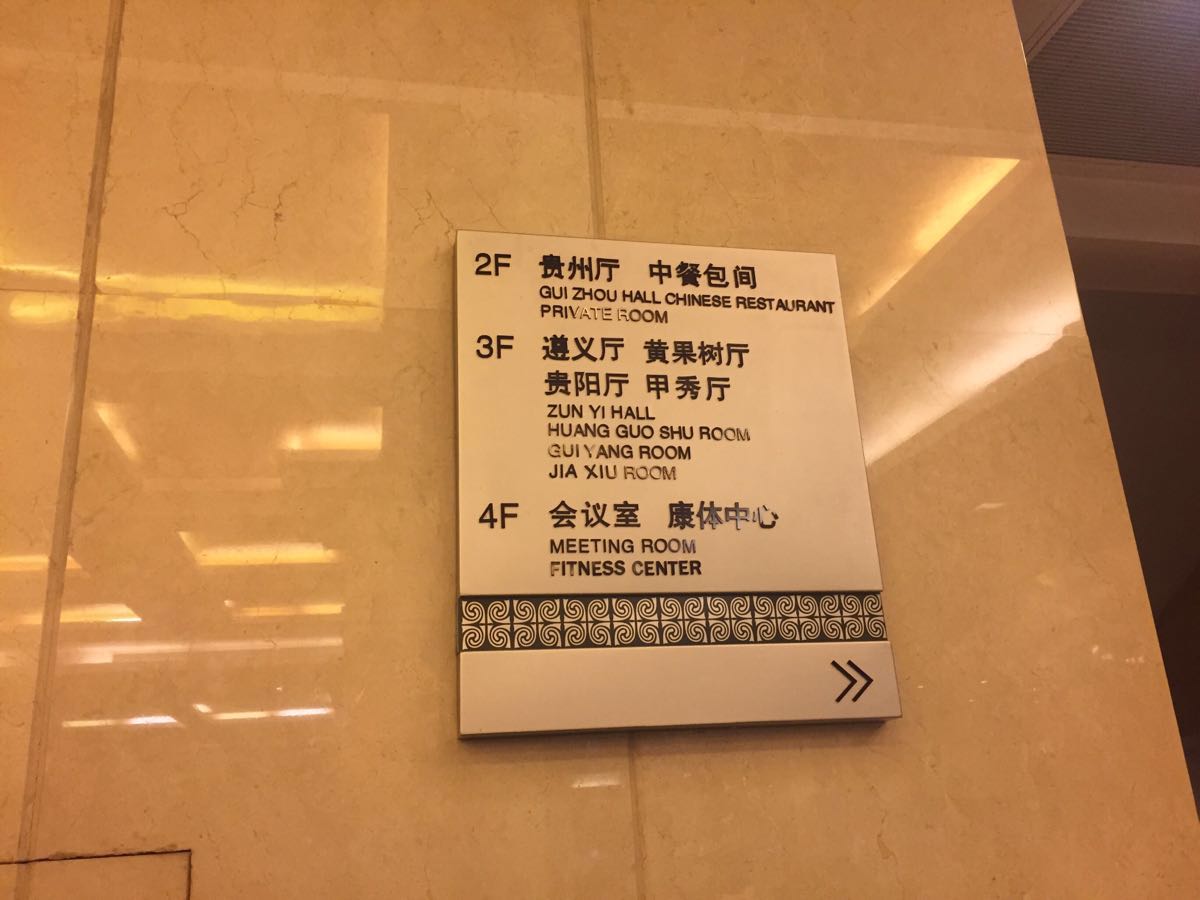 2F 贵州厅 中餐包间
GUI ZHOU HALL CHINESE RESTAURANT
PRIVATE ROOM
3F 遵义厅 黄果树厅
贵阳厅 甲秀厅
ZUN YI HALL
HUANG GUO SHU ROOM
GUI YANG ROOM
JIA XIU ROOM
4F 会议室 康体中心
MEETING ROOM
FITNESS CENTER